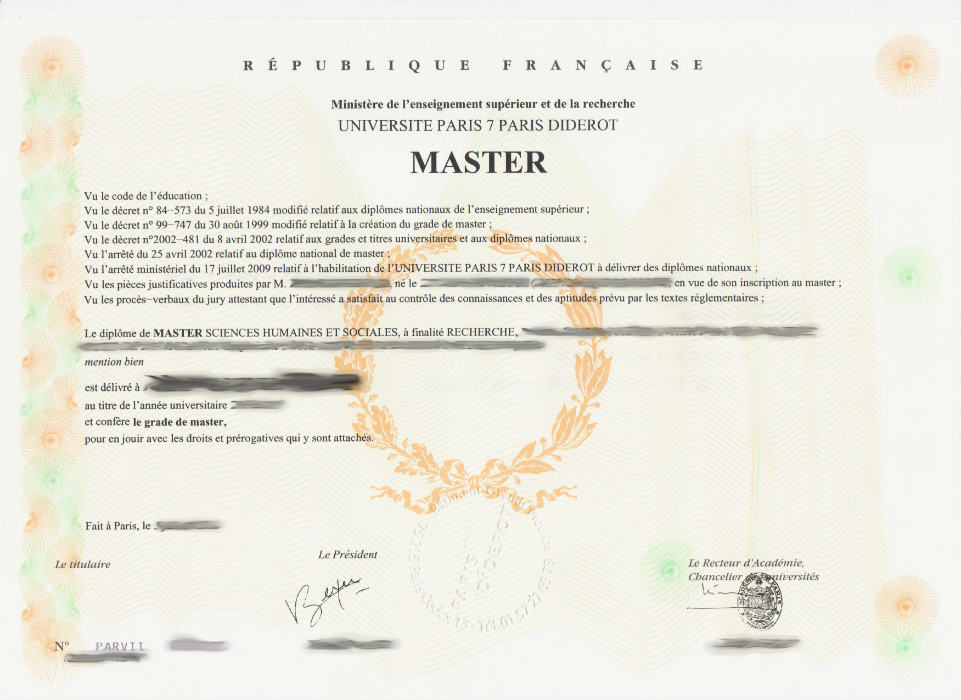 RÉPUBLIQUE FRANÇAISE
Ministère de l'enseignement supérieur et de la recherche
UNIVERSITE PARIS 7 PARIS DIDEROT
MASTER
Vu le code de l'éducation ;
Vu le décret nº 84–573 du 5 juillet 1984 modifié relatif aux diplômes nationaux de l'enseignement supérieur ;
Vu le décret nº 99–747 du 30 août 1999 modifié relatif à la création du grade de master ;
Vu le décret nº2002–481 du 8 avril 2002 relatif aux grades et titres universitaires et aux diplômes nationaux ;
Vu l'arrêté du 25 avril 2002 relatif au diplôme national de master ;
Vu l'arrêté ministériel du 17 juillet 2009 relatif à l'habilitation de l'UNIVERSITE PARIS 7 PARIS DIDEROT à délivrer des diplômes nationaux ;
Vu les pièces justificatives produites par M. , né le en vue de son inscription au master ;
Vu les procès–verbaux du jury attestant que l'intéressé a satisfait au contrôle des connaissances et des aptitudes prévu par les textes réglementaires ;
Le diplôme de MASTER SCIENCES HUMAINES ET SOCIALES, à finalité RECHERCHE,
mention bien
est délivré à
au titre de l'année universitaire
et confère le grade de master,
pour en jouir avec les droits et prérogatives qui y sont attachés.
Fait à Paris, le
Le titulaire
Le Président
Le Recteur d'Académie,
Chancelier des universités
Nº PARVII